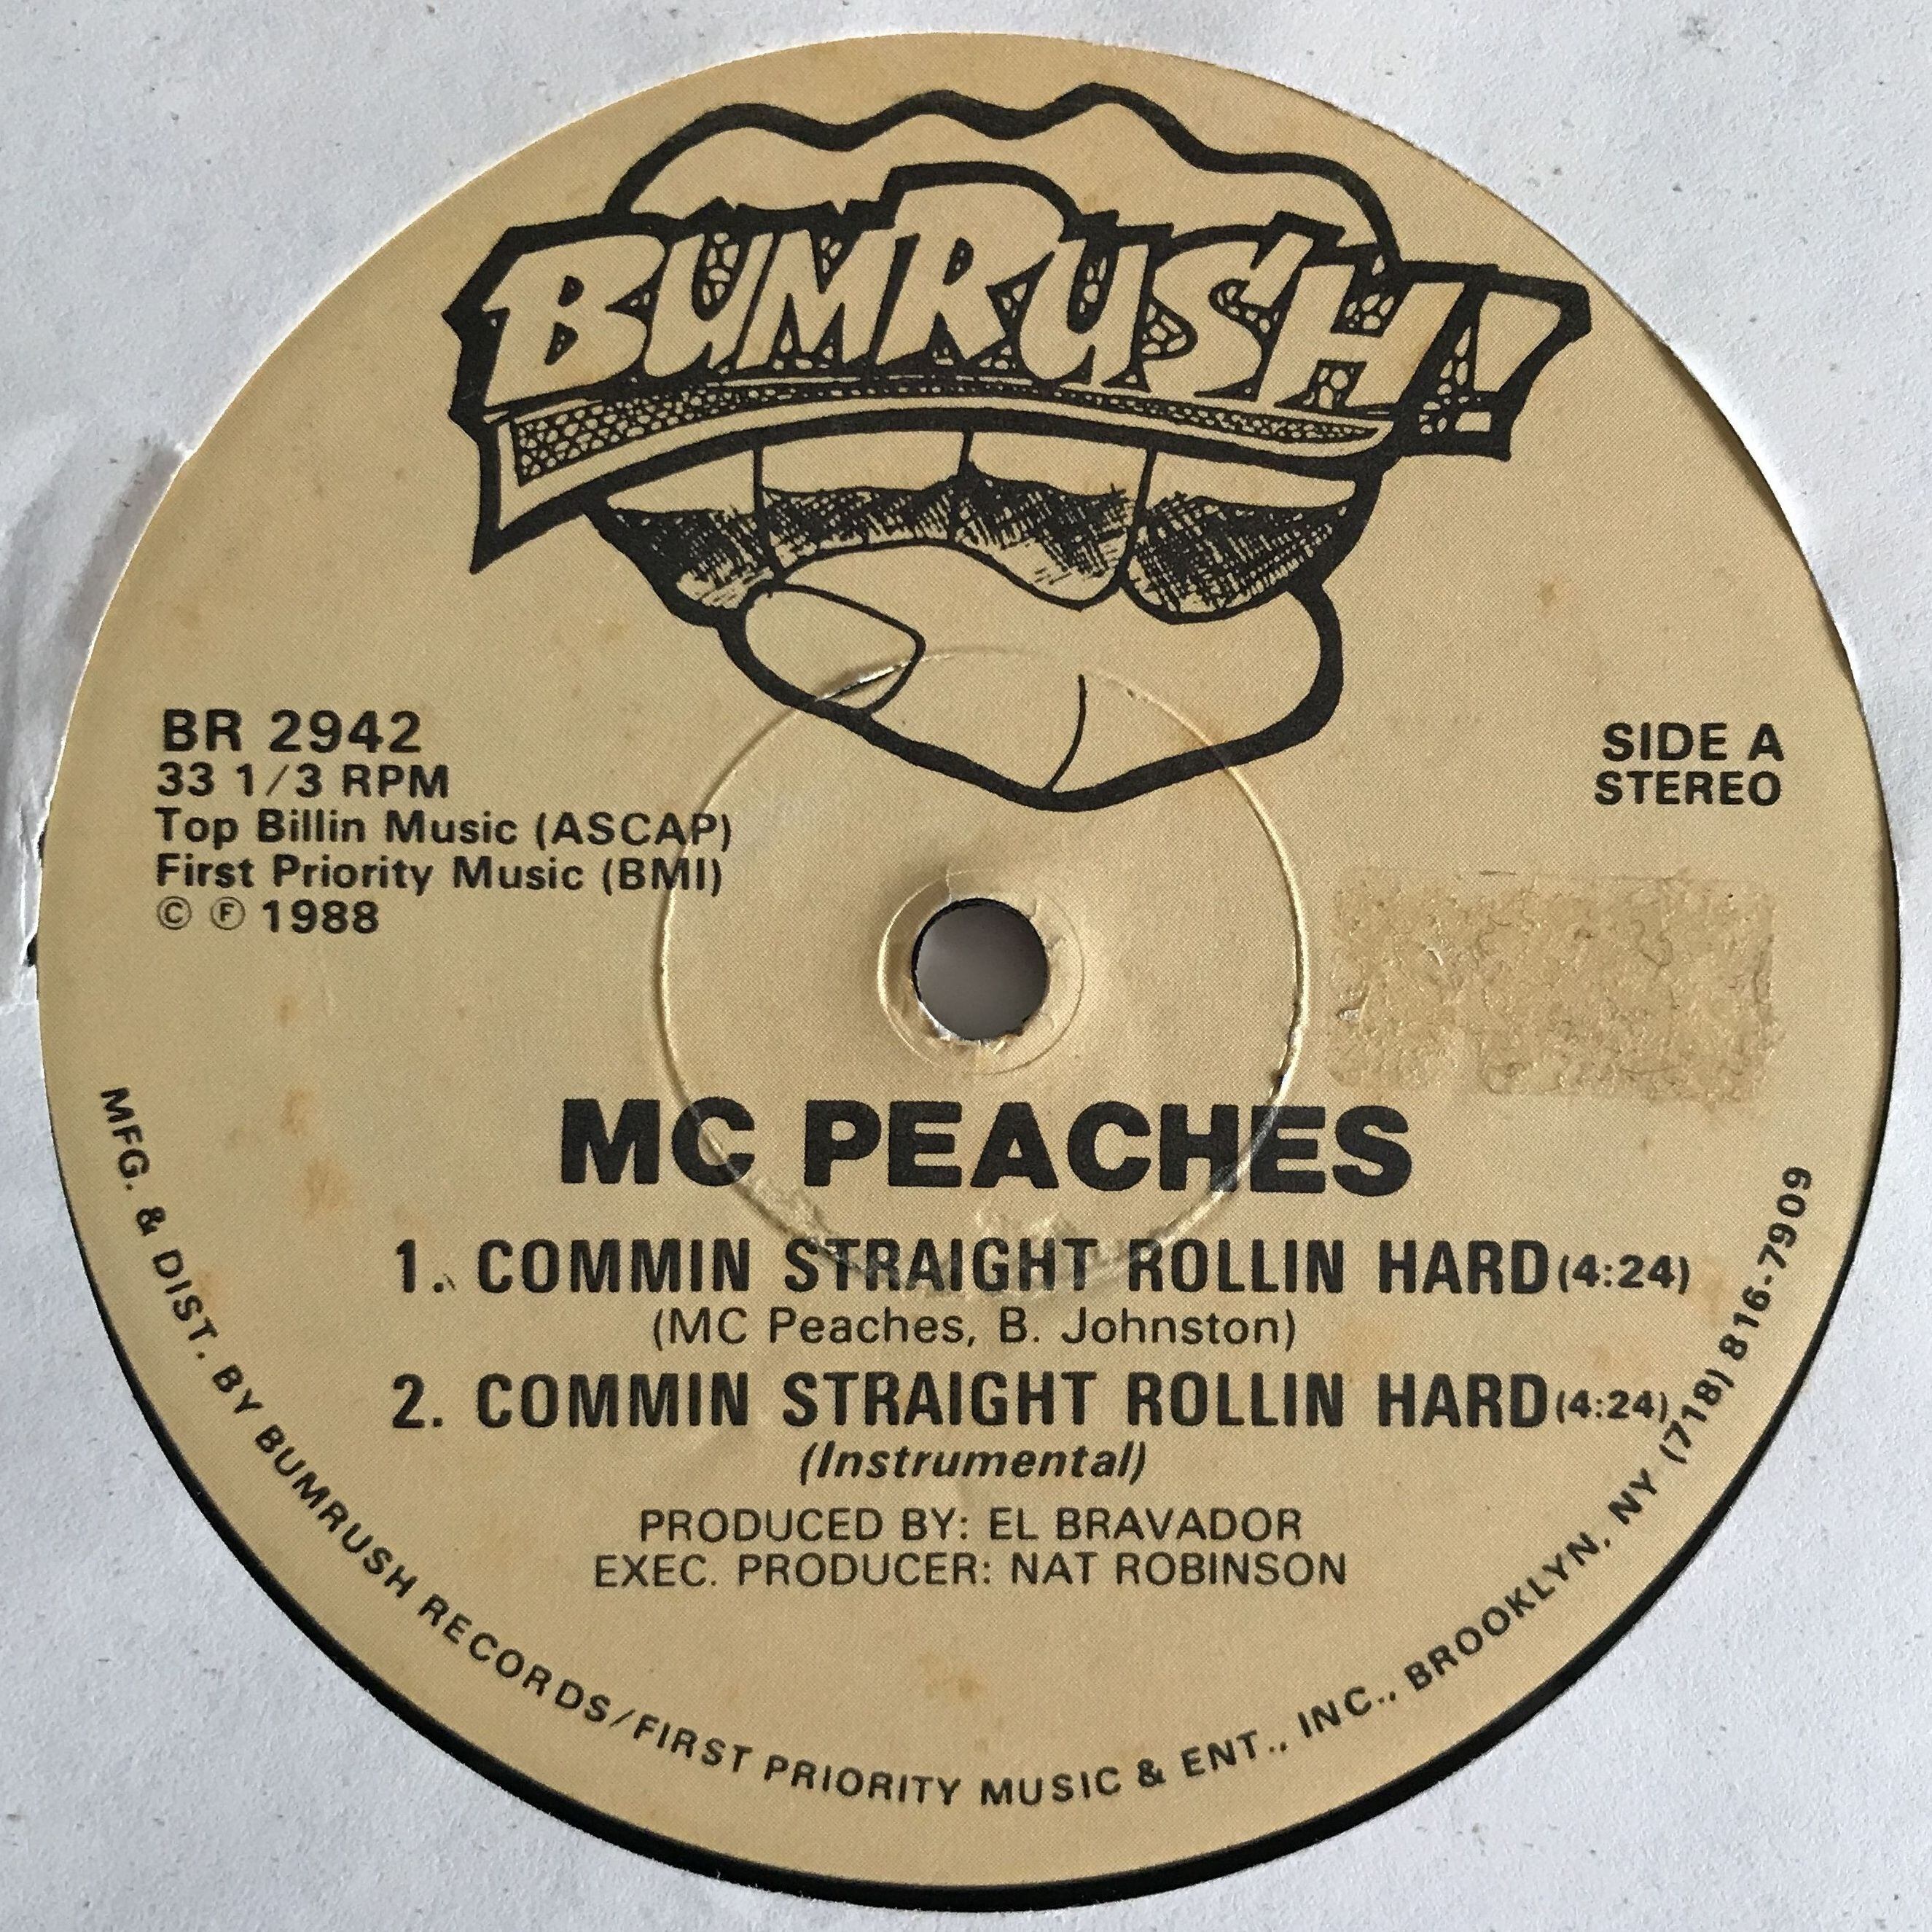 BUMRUSH!
BR 2942
33 1/3 RPM
Top Billin Music (ASCAP)
First Priority Music (BMI)
© Ⓕ 1988
SIDE A
STEREO
MC PEACHES
1. COMMIN STRAIGHT ROLLIN HARD (4:24)
(MC Peaches, B. Johnston)
2. COMMIN STRAIGHT ROLLIN HARD (4:24)
(Instrumental)
PRODUCED BY: EL BRAVADOR
EXEC. PRODUCER: NAT ROBINSON
MFG. & DIST. BY BUMRUSH RECORDS/FIRST PRIORITY MUSIC & ENT., INC., BROOKLYN, NY (718) 816-7909